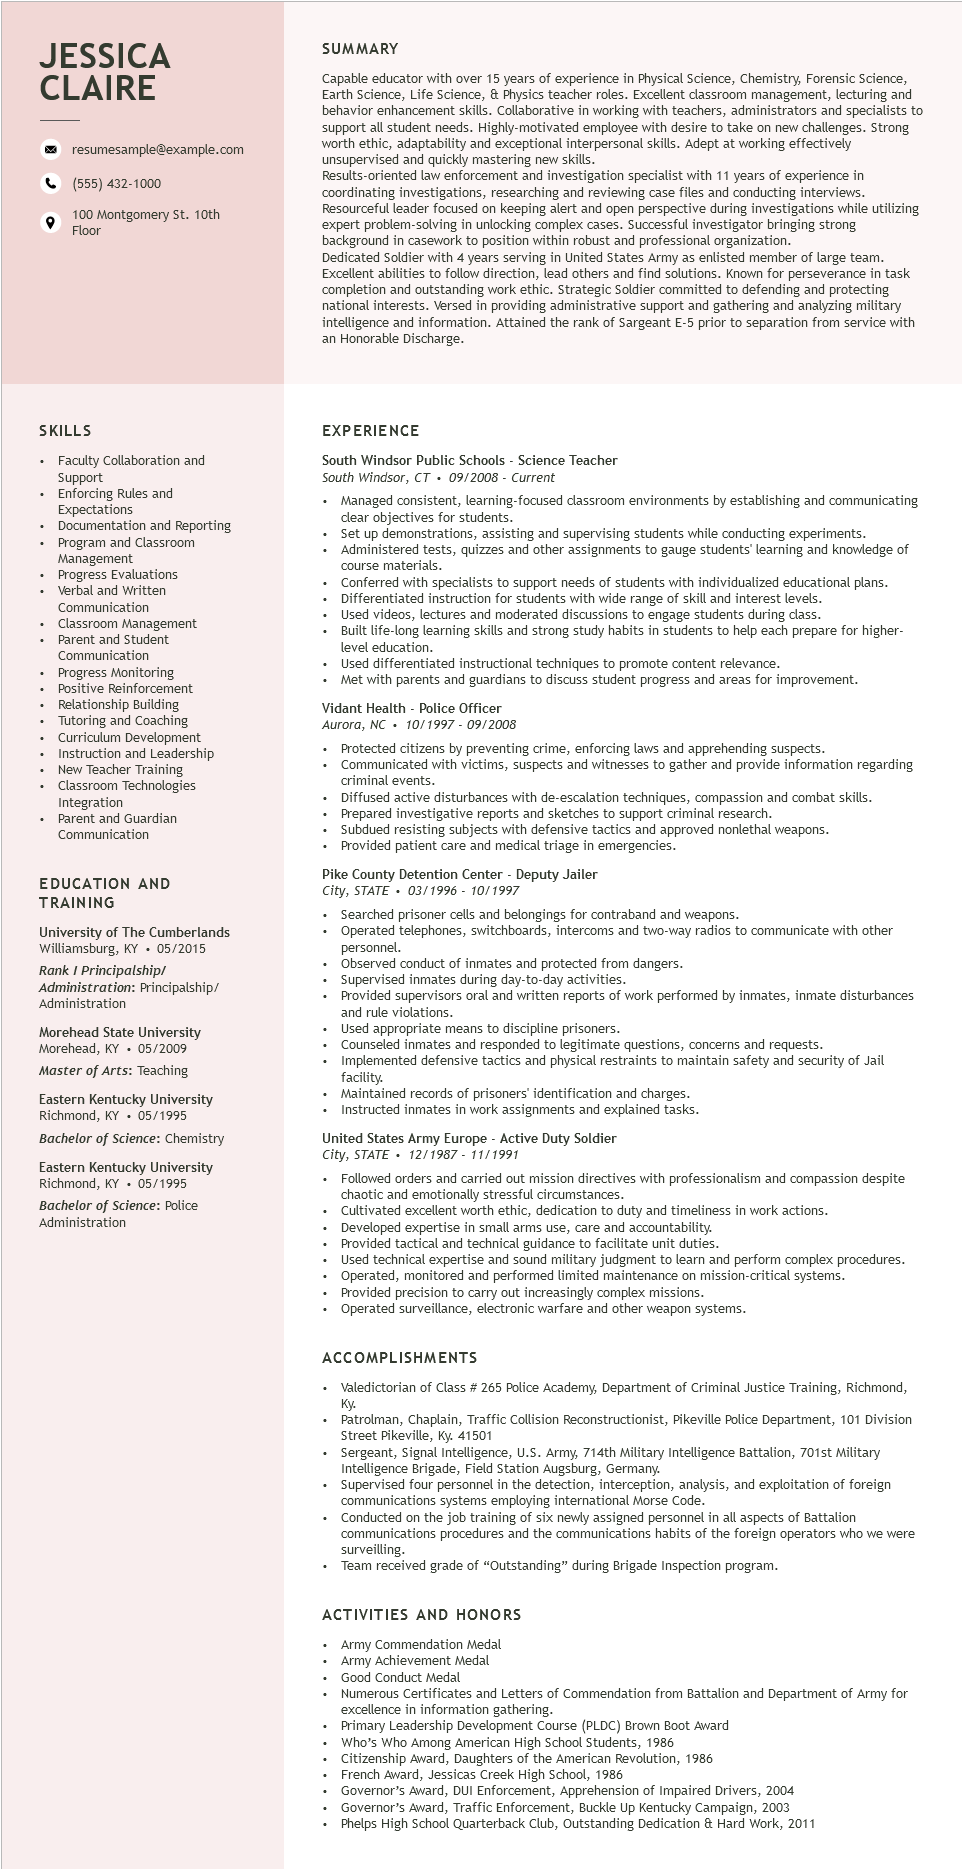 JESSICA
CLAIRE
resumesample@example.com
(555) 432-1000
100 Montgomery St. 10th
Floor
SUMMARY
Capable educator with over 15 years of experience in Physical Science, Chemistry, Forensic Science,
Earth Science, Life Science, & Physics teacher roles. Excellent classroom management, lecturing and
behavior enhancement skills. Collaborative in working with teachers, administrators and specialists to
support all student needs. Highly-motivated employee with desire to take on new challenges. Strong
worth ethic, adaptability and exceptional interpersonal skills. Adept at working effectively
unsupervised and quickly mastering new skills.
Results-oriented law enforcement and investigation specialist with 11 years of experience in
coordinating investigations, researching and reviewing case files and conducting interviews.
Resourceful leader focused on keeping alert and open perspective during investigations while utilizing
expert problem-solving in unlocking complex cases. Successful investigator bringing strong
background in casework to position within robust and professional organization.
Dedicated Soldier with 4 years serving in United States Army as enlisted member of large team.
Excellent abilities to follow direction, lead others and find solutions. Known for perseverance in task
completion and outstanding work ethic. Strategic Soldier committed to defending and protecting
national interests. Versed in providing administrative support and gathering and analyzing military
intelligence and information. Attained the rank of Sargeant E-5 prior to separation from service with
an Honorable Discharge.
SKILLS
• Faculty Collaboration and
Support
• Enforcing Rules and
Expectations
• Documentation and Reporting
• Program and Classroom
Management
• Progress Evaluations
• Verbal and Written
Communication
• Classroom Management
• Parent and Student
Communication
• Progress Monitoring
• Positive Reinforcement
• Relationship Building
• Tutoring and Coaching
• Curriculum Development
• Instruction and Leadership
• New Teacher Training
• Classroom Technologies
Integration
• Parent and Guardian
Communication
EDUCATION AND
TRAINING
University of The Cumberlands
Williamsburg, KY • 05/2015
Rank I Principalship/
Administration: Principalship/
Administration
Morehead State University
Morehead, KY • 05/2009
Master of Arts: Teaching
Eastern Kentucky University
Richmond, KY • 05/1995
Bachelor of Science: Chemistry
Eastern Kentucky University
Richmond, KY • 05/1995
Bachelor of Science: Police
Administration
EXPERIENCE
South Windsor Public Schools - Science Teacher
South Windsor, CT • 09/2008 - Current
• Managed consistent, learning-focused classroom environments by establishing and communicating
clear objectives for students.
• Set up demonstrations, assisting and supervising students while conducting experiments.
• Administered tests, quizzes and other assignments to gauge students' learning and knowledge of
course materials.
• Conferred with specialists to support needs of students with individualized educational plans.
• Differentiated instruction for students with wide range of skill and interest levels.
• Used videos, lectures and moderated discussions to engage students during class.
• Built life-long learning skills and strong study habits in students to help each prepare for higher-
level education.
• Used differentiated instructional techniques to promote content relevance.
• Met with parents and guardians to discuss student progress and areas for improvement.
Vidant Health - Police Officer
Aurora, NC • 10/1997 - 09/2008
• Protected citizens by preventing crime, enforcing laws and apprehending suspects.
• Communicated with victims, suspects and witnesses to gather and provide information regarding
criminal events.
• Diffused active disturbances with de-escalation techniques, compassion and combat skills.
• Prepared investigative reports and sketches to support criminal research.
• Subdued resisting subjects with defensive tactics and approved nonlethal weapons.
• Provided patient care and medical triage in emergencies.
Pike County Detention Center - Deputy Jailer
City, STATE • 03/1996 - 10/1997
• Searched prisoner cells and belongings for contraband and weapons.
• Operated telephones, switchboards, intercoms and two-way radios to communicate with other
personnel.
• Observed conduct of inmates and protected from dangers.
• Supervised inmates during day-to-day activities.
• Provided supervisors oral and written reports of work performed by inmates, inmate disturbances
and rule violations.
• Used appropriate means to discipline prisoners.
• Counseled inmates and responded to legitimate questions, concerns and requests.
• Implemented defensive tactics and physical restraints to maintain safety and security of Jail
facility.
• Maintained records of prisoners' identification and charges.
• Instructed inmates in work assignments and explained tasks.
United States Army Europe - Active Duty Soldier
City, STATE • 12/1987 - 11/1991
• Followed orders and carried out mission directives with professionalism and compassion despite
chaotic and emotionally stressful circumstances.
• Cultivated excellent worth ethic, dedication to duty and timeliness in work actions.
• Developed expertise in small arms use, care and accountability.
• Provided tactical and technical guidance to facilitate unit duties.
• Used technical expertise and sound military judgment to learn and perform complex procedures.
• Operated, monitored and performed limited maintenance on mission-critical systems.
• Provided precision to carry out increasingly complex missions.
• Operated surveillance, electronic warfare and other weapon systems.
ACCOMPLISHMENTS
• Valedictorian of Class # 265 Police Academy, Department of Criminal Justice Training, Richmond,
Ky.
• Patrolman, Chaplain, Traffic Collision Reconstructionist, Pikeville Police Department, 101 Division
Street Pikeville, Ky. 41501
• Sergeant, Signal Intelligence, U.S. Army, 714th Military Intelligence Battalion, 701st Military
Intelligence Brigade, Field Station Augsburg, Germany.
• Supervised four personnel in the detection, interception, analysis, and exploitation of foreign
communications systems employing international Morse Code.
• Conducted on the job training of six newly assigned personnel in all aspects of Battalion
communications procedures and the communications habits of the foreign operators who we were
surveilling.
• Team received grade of “Outstanding” during Brigade Inspection program.
ACTIVITIES AND HONORS
• Army Commendation Medal
• Army Achievement Medal
• Good Conduct Medal
• Numerous Certificates and Letters of Commendation from Battalion and Department of Army for
excellence in information gathering.
• Primary Leadership Development Course (PLDC) Brown Boot Award
• Who’s Who Among American High School Students, 1986
• Citizenship Award, Daughters of the American Revolution, 1986
• French Award, Jessicas Creek High School, 1986
• Governor’s Award, DUI Enforcement, Apprehension of Impaired Drivers, 2004
• Governor’s Award, Traffic Enforcement, Buckle Up Kentucky Campaign, 2003
• Phelps High School Quarterback Club, Outstanding Dedication & Hard Work, 2011